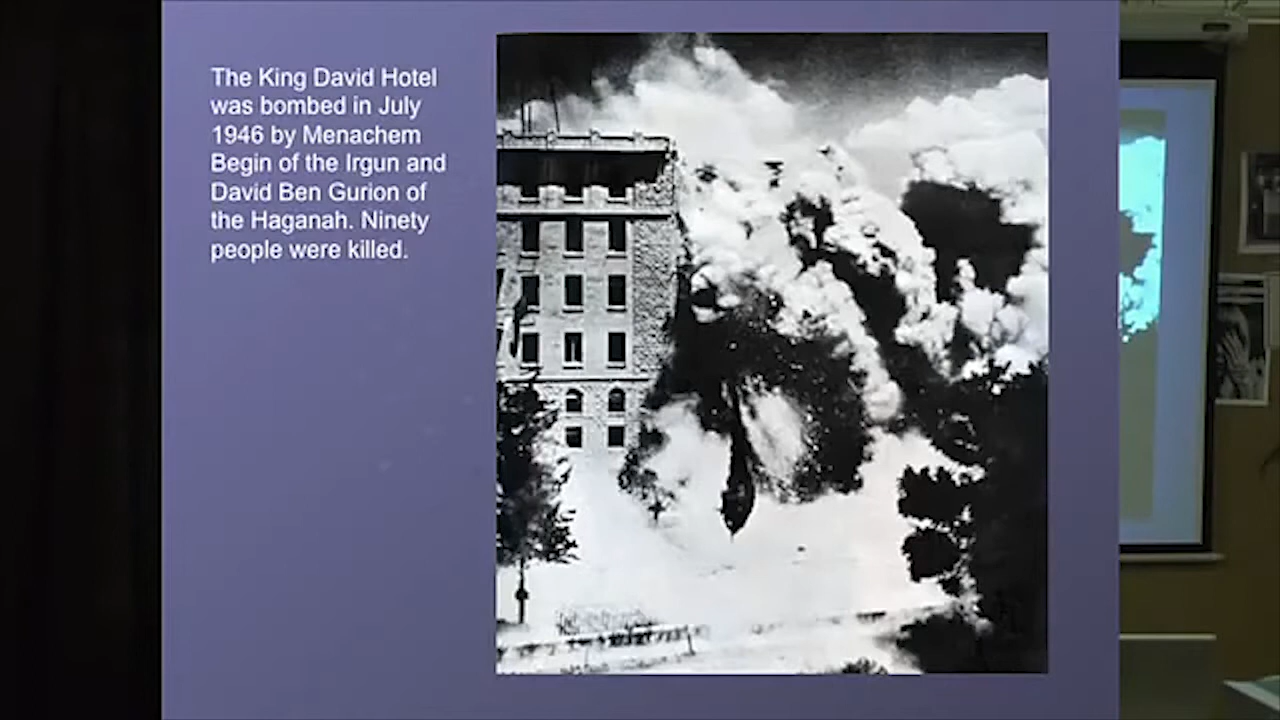 The King David Hotel
was bombed in July
1946 by Menachem
Begin of the Irgun and
David Ben Gurion of
the Haganah. Ninety
people were killed.